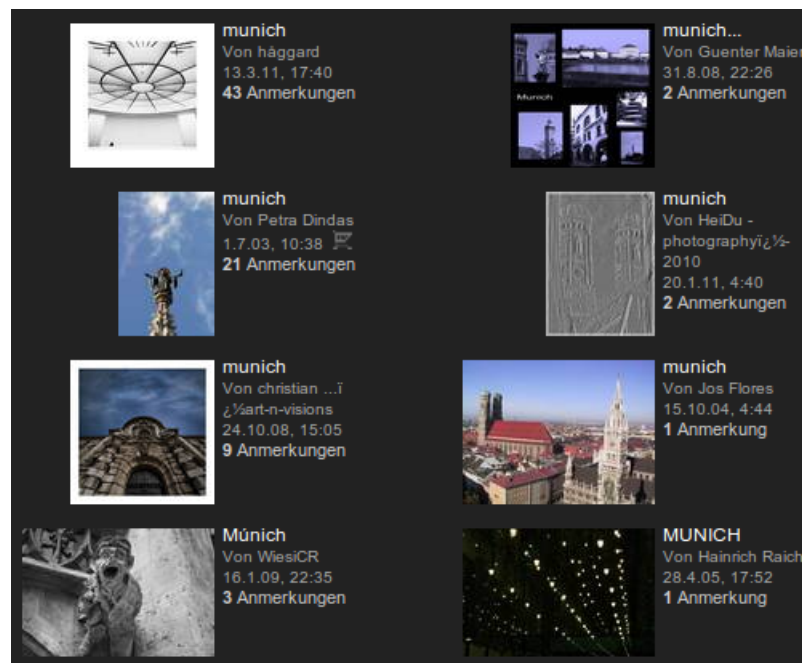 munich
Von håggard
13.3.11, 17:40
43 Anmerkungen
munich...
Von Guenter Maier
31.8.08, 22:26
2 Anmerkungen
Munich
munich
Von Petra Dindas
1.7.03, 10:38
21 Anmerkungen
munich
Von HeiDu -
photographyï¿½-
2010
20.1.11, 4:40
2 Anmerkungen
munich
Von christian ...ï
¿½art-n-visions
24.10.08, 15:05
9 Anmerkungen
munich
Von Jos Flores
15.10.04, 4:44
1 Anmerkung
Múnich
Von WiesiCR
16.1.09, 22:35
3 Anmerkungen
MUNICH
Von Hainrich Raich
28.4.05, 17:52
1 Anmerkung